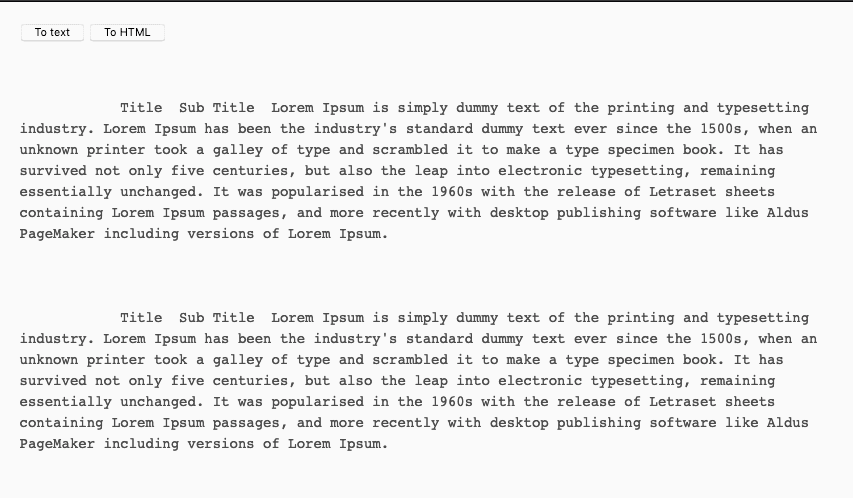 To text To HTML
Title Sub Title Lorem Ipsum is simply dummy text of the printing and typesetting
industry. Lorem Ipsum has been the industry's standard dummy text ever since the 1500s, when an
unknown printer took a galley of type and scrambled it to make a type specimen book. It has
survived not only five centuries, but also the leap into electronic typesetting, remaining
essentially unchanged. It was popularised in the 1960s with the release of Letraset sheets
containing Lorem Ipsum passages, and more recently with desktop publishing software like Aldus
PageMaker including versions of Lorem Ipsum.
Title Sub Title Lorem Ipsum is simply dummy text of the printing and typesetting
industry. Lorem Ipsum has been the industry's standard dummy text ever since the 1500s, when an
unknown printer took a galley of type and scrambled it to make a type specimen book. It has
survived not only five centuries, but also the leap into electronic typesetting, remaining
essentially unchanged. It was popularised in the 1960s with the release of Letraset sheets
containing Lorem Ipsum passages, and more recently with desktop publishing software like Aldus
PageMaker including versions of Lorem Ipsum.